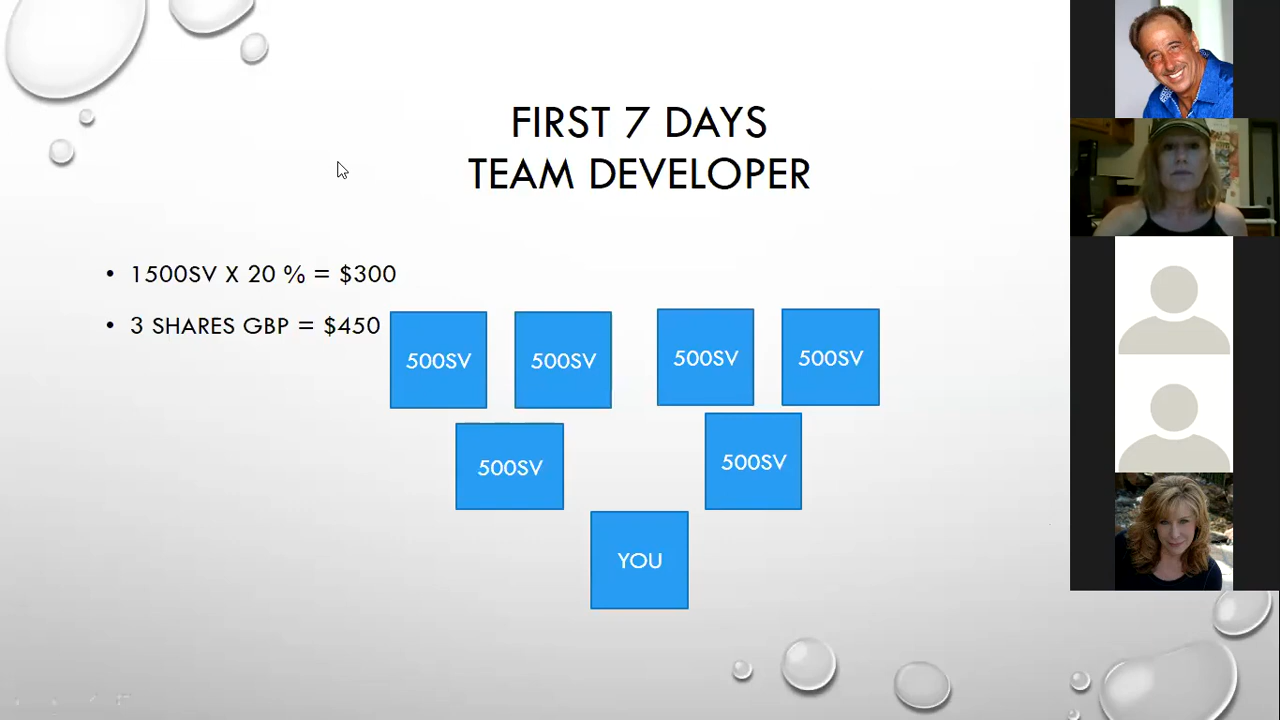 FIRST 7 DAYS
TEAM DEVELOPER
• 1500SV X 20 % = $300
• 3 SHARES GBP = $450
500SV 500SV 500SV 500SV
500SV 500SV
YOU